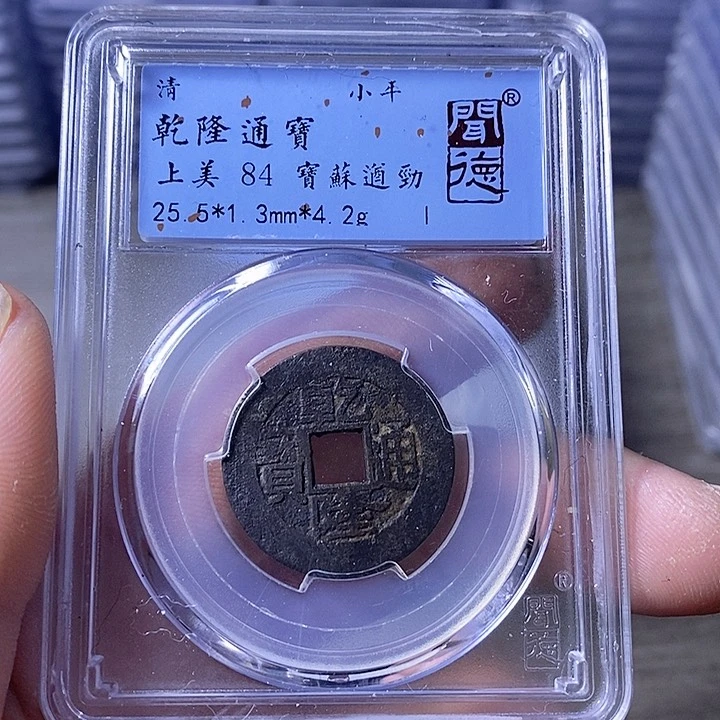 清 小平
乾隆通寶
上美 84 寶蘇遒勁
25.5*1.3mm*4.2g
聞德®
乾隆通寶
聞德®